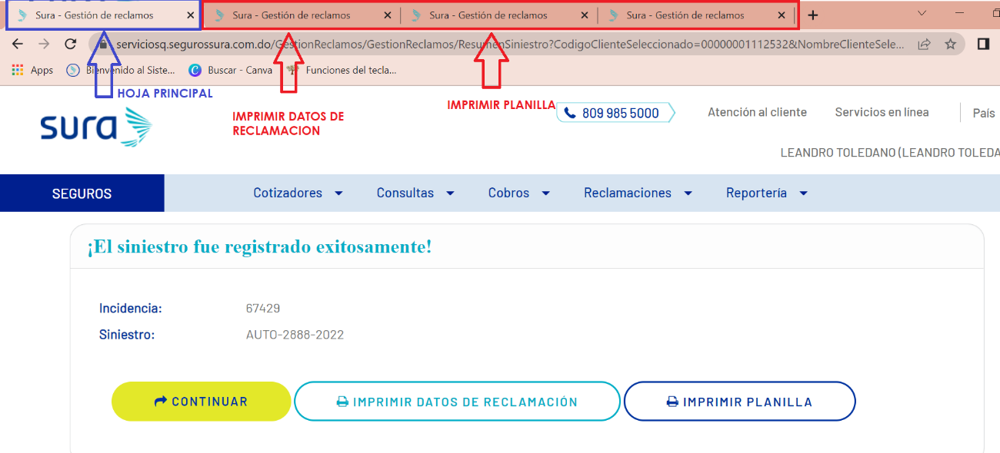 Sura - Gestión de reclamos
Sura - Gestión de reclamos
Sura - Gestión de reclamos
Sura - Gestión de reclamos
serviciosq.segurossura.com.do/GestionReclamos/GestionReclamos/ResumenSiniestro?CodigoClienteSeleccionado=00000001112532&NombreClienteSele...
Apps
Bienvenido al Siste...
Buscar - Canva
Funciones del tecla...
HOJA PRINCIPAL
IMPRIMIR DATOS DE
RECLAMACION
IMPRIMIR PLANILLA
sura
809 985 5000
Atención al cliente
Servicios en línea
País
LEANDRO TOLEDANO (LEANDRO TOLEDA
SEGUROS
Cotizadores
Consultas
Cobros
Reclamaciones
Reportería
¡El siniestro fue registrado exitosamente!
Incidencia: 67429
Siniestro: AUTO-2888-2022
CONTINUAR
IMPRIMIR DATOS DE RECLAMACIÓN
IMPRIMIR PLANILLA